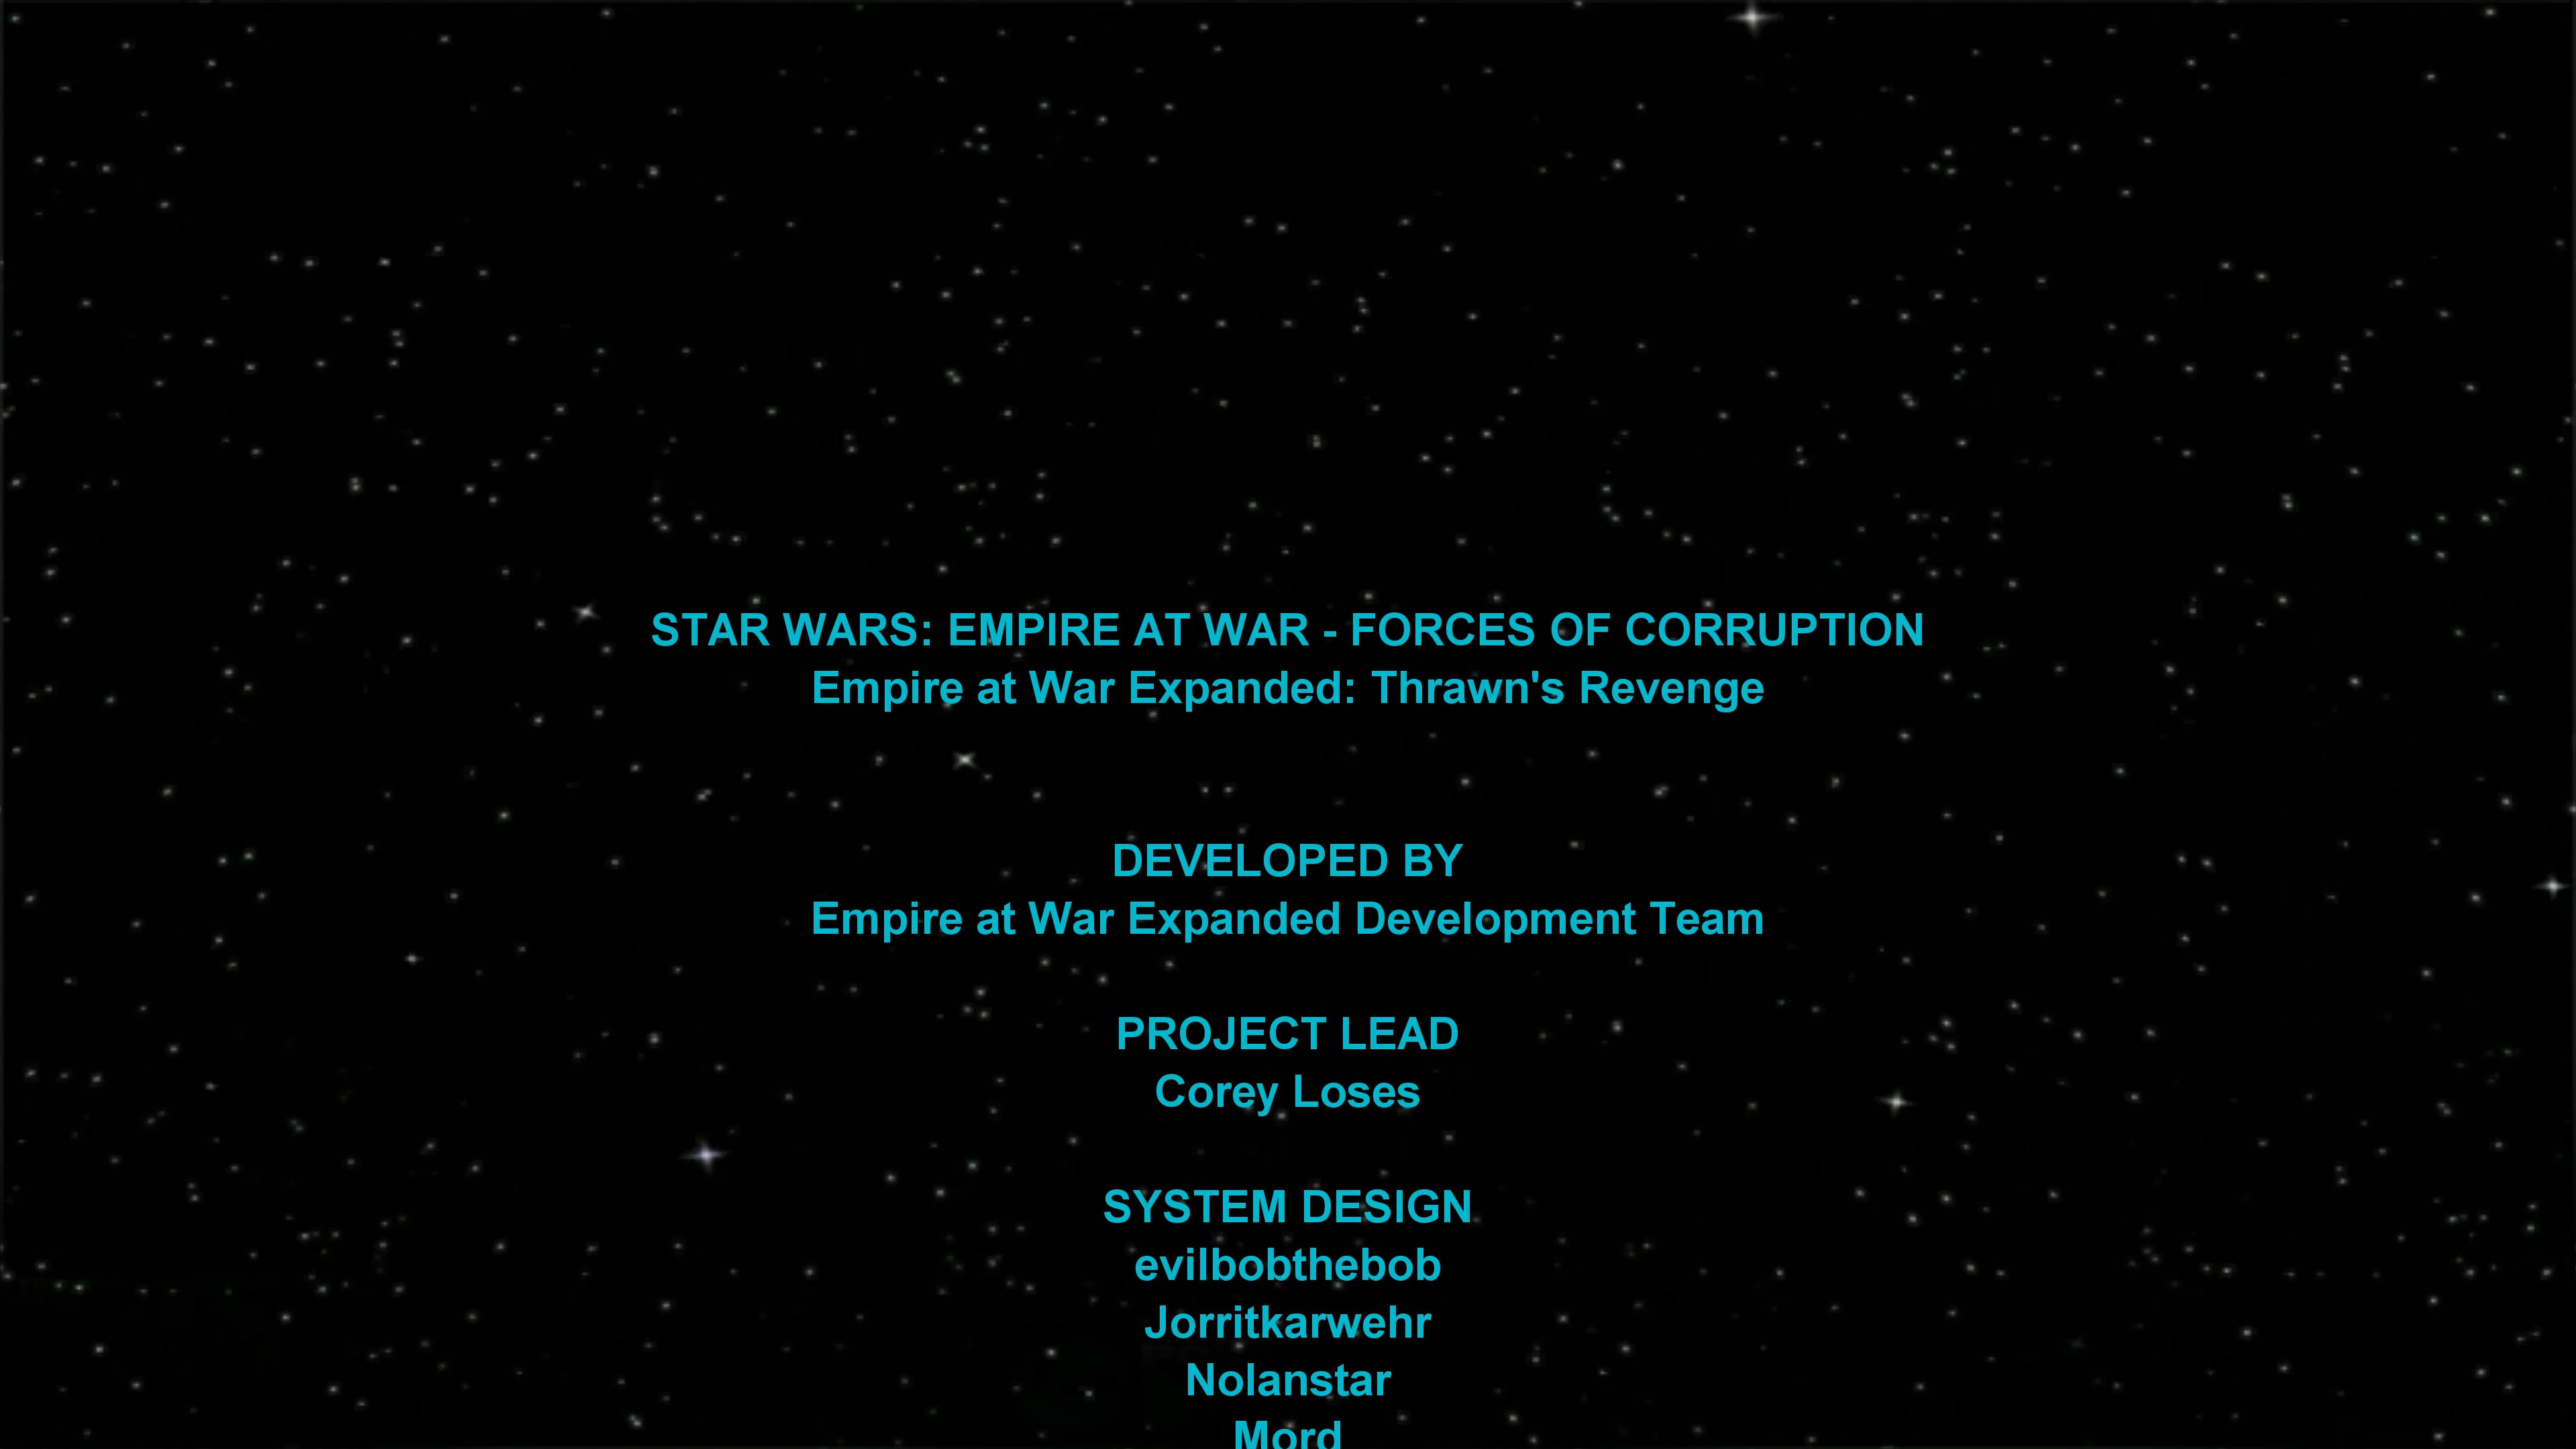 STAR WARS: EMPIRE AT WAR - FORCES OF CORRUPTION
Empire at War Expanded: Thrawn's Revenge
DEVELOPED BY
Empire at War Expanded Development Team
PROJECT LEAD
Corey Loses
SYSTEM DESIGN
evilbobthebob
Jorritkarwehr
Nolanstar
Mord